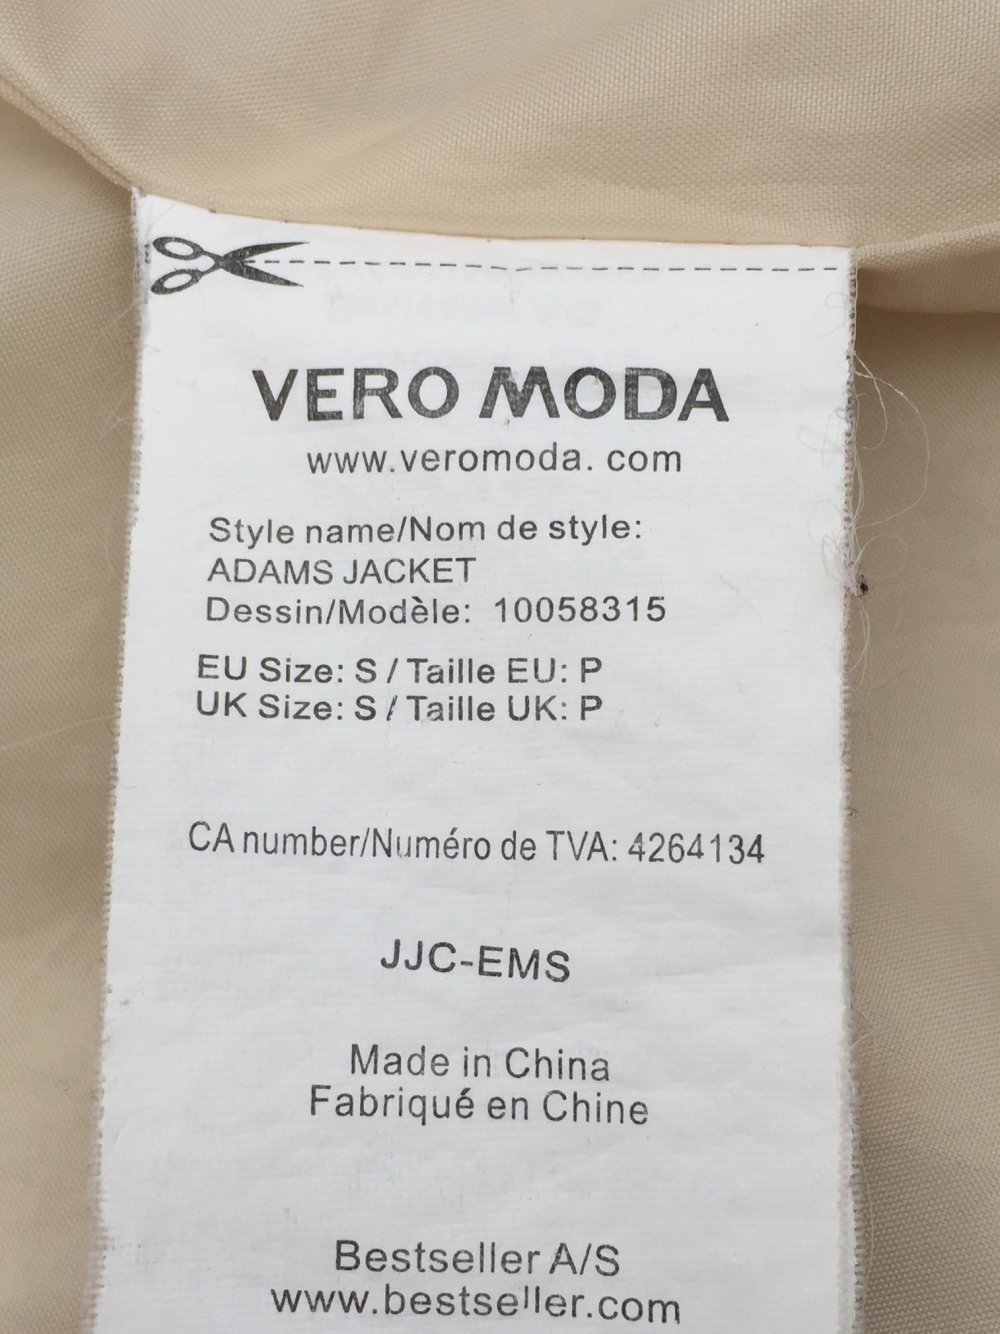 VERO MODA
www.veromoda. com
Style name/Nom de style:
ADAMS JACKET
Dessin/Modèle: 10058315
EU Size: S / Taille EU: P
UK Size: S / Taille UK: P
CA number/Numéro de TVA: 4264134
JJC-EMS
Made in China
Fabriqué en Chine
Bestseller A/S
www.bestseller.com